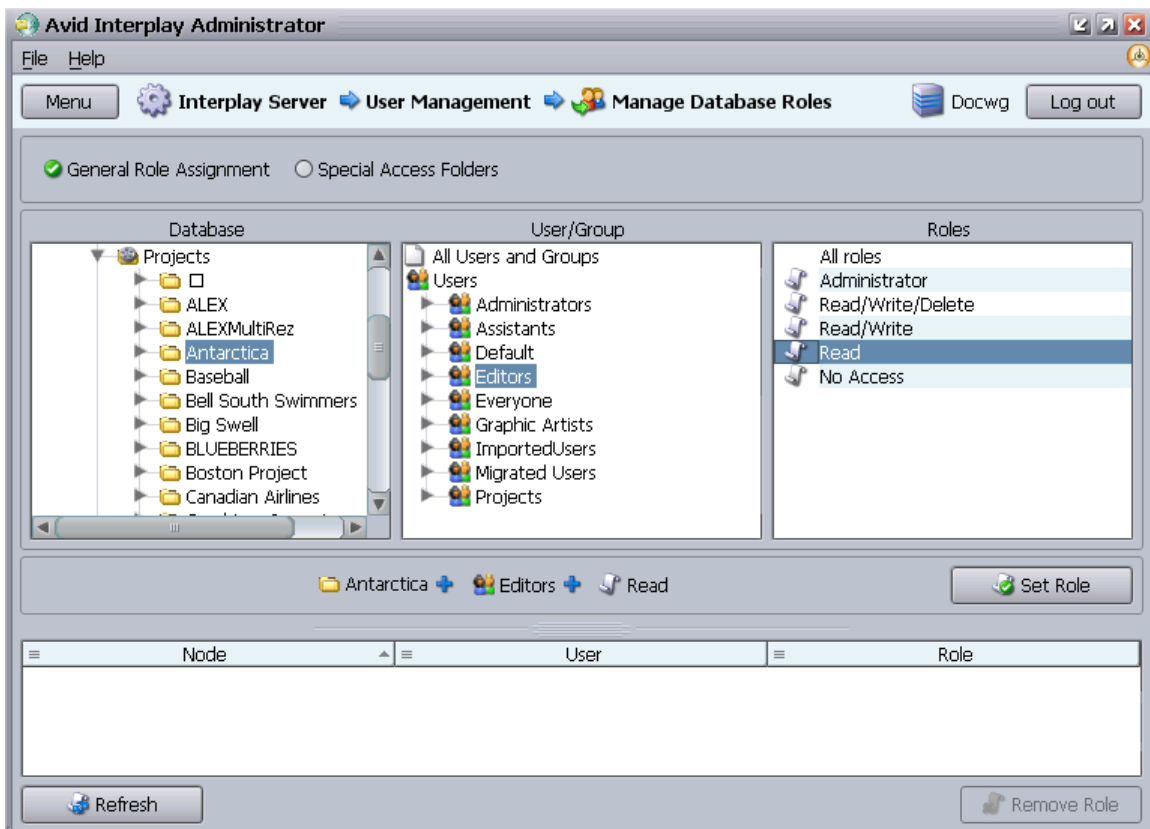 Avid Interplay Administrator
File Help
Menu Interplay Server User Management Manage Database Roles Docwg Log out
General Role Assignment Special Access Folders
Database User/Group Roles
Projects All Users and Groups All roles
Users Administrator
ALEX Administrators Read/Write/Delete
ALEXMultiRez Assistants Read/Write
Antarctica Default Read
Baseball Editors No Access
Bell South Swimmers Everyone
Big Swell Graphic Artists
BLUEBERRIES ImportedUsers
Boston Project Migrated Users
Canadian Airlines Projects
Antarctica + Editors + Read Set Role
Node User Role
Refresh Remove Role